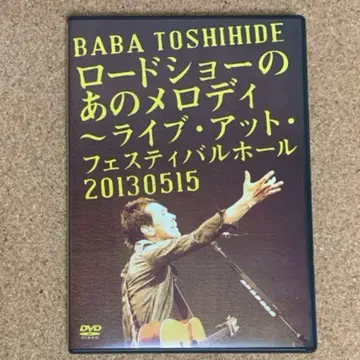 BABA TOSHIHIDE
ロードショーの
あのメロディ
～ライブ・アット・
フェスティバルホール
20130515
DVD
VIDEO